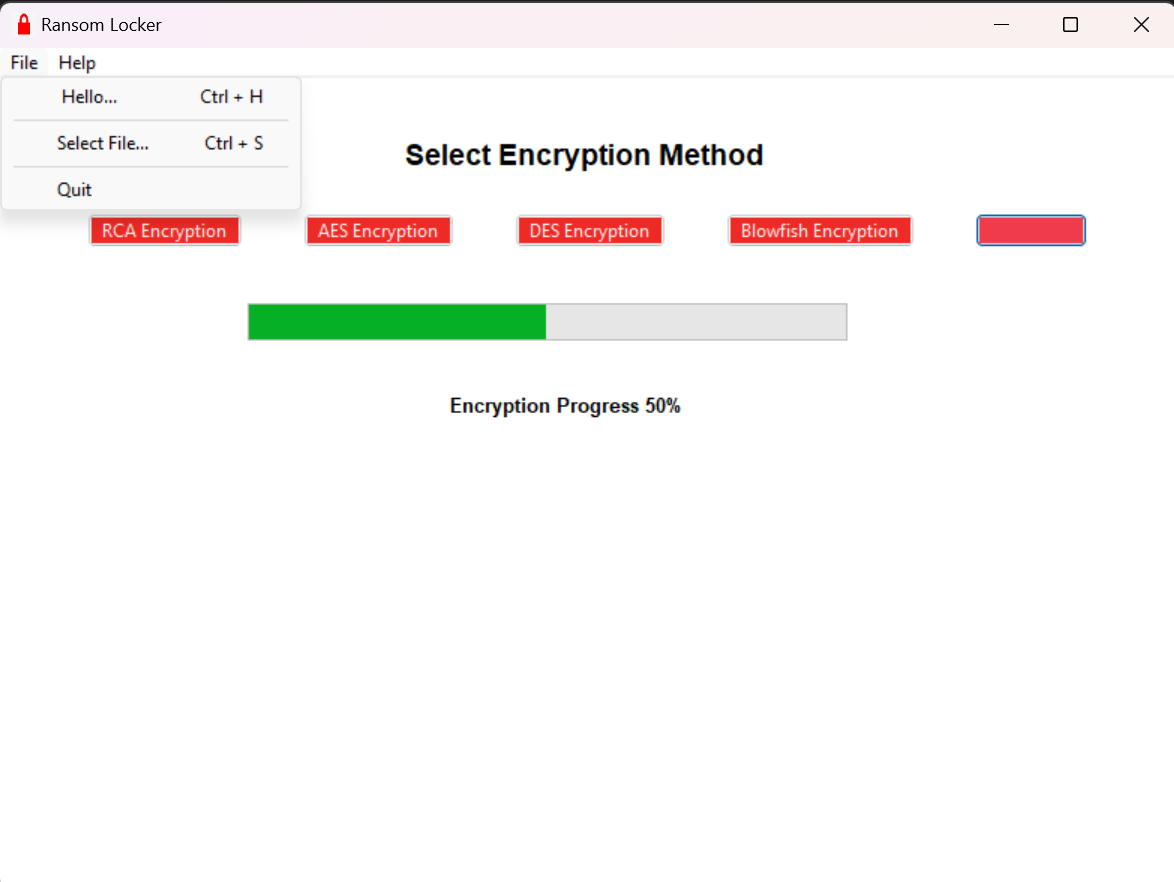 Ransom Locker
File Help
Hello... Ctrl + H
Select File... Ctrl + S
Quit
Select Encryption Method
RCA Encryption AES Encryption DES Encryption Blowfish Encryption
Encryption Progress 50%